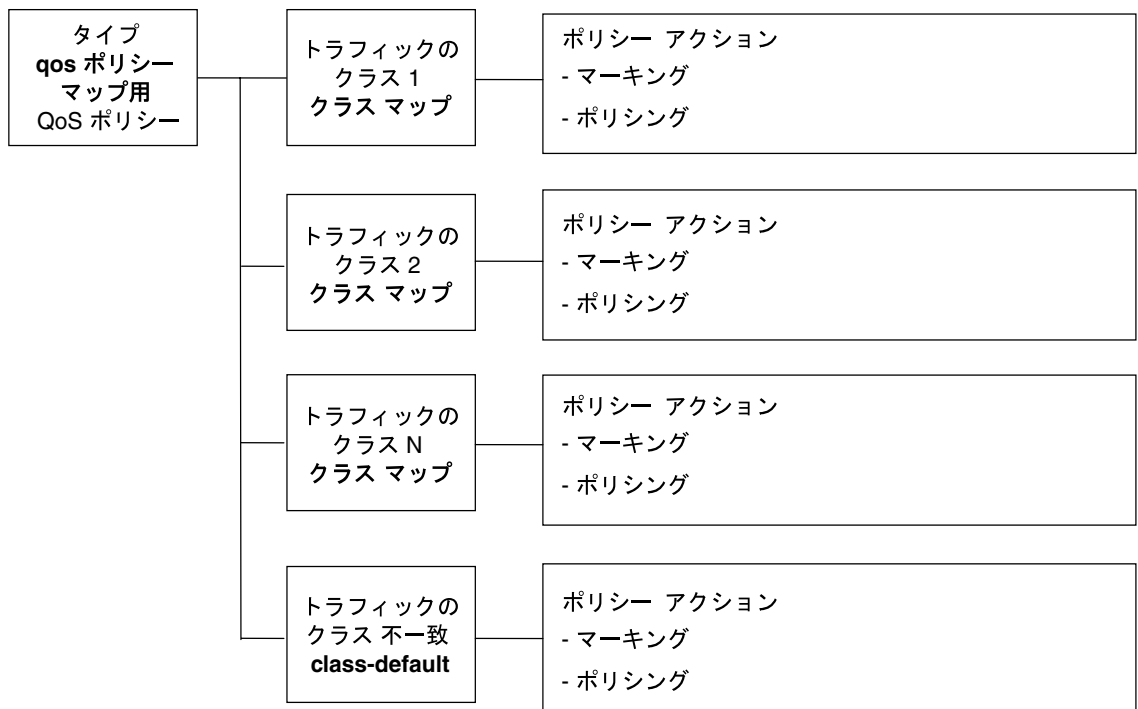 タイプ
qos ポリシー
マップ用
QoS ポリシー
トラフィックの
クラス 1
クラス マップ
ポリシー アクション
- マーキング
- ポリシング
トラフィックの
クラス 2
クラス マップ
ポリシー アクション
- マーキング
- ポリシング
トラフィックの
クラス N
クラス マップ
ポリシー アクション
- マーキング
- ポリシング
トラフィックの
クラス 不一致
class-default
ポリシー アクション
- マーキング
- ポリシング